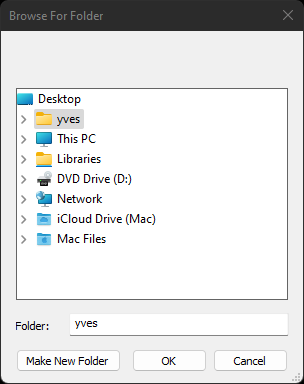 Browse For Folder
Desktop
yves
This PC
Libraries
DVD Drive (D:)
Network
iCloud Drive (Mac)
Mac Files
Folder: yves
Make New Folder OK Cancel